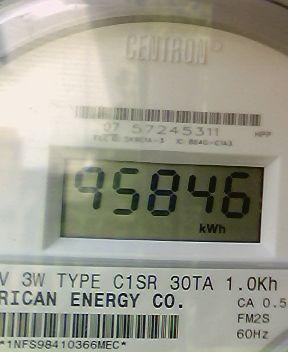 CENTRON®
07 57245311
HPP
95846
kWh
V 3W TYPE C1SR 30TA 1.0Kh
RICAN ENERGY CO.
CA 0.5
FM2S
60Hz
*1NFS98410366MEC*